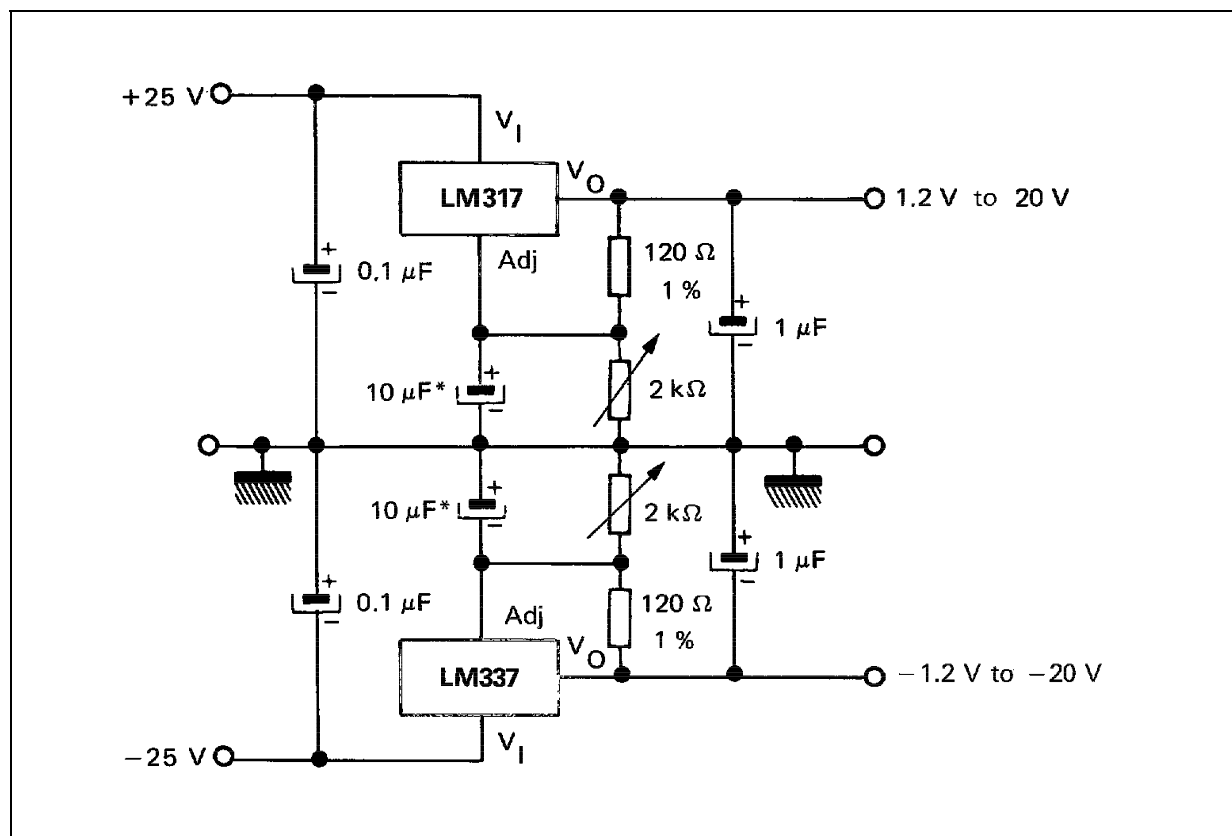 +25 V
V_I
LM317
V_O
1.2 V to 20 V
Adj
120 Ω
1 %
+
0.1 μF
−
+
1 μF
−
+
10 μF*
−
2 kΩ
+
10 μF*
−
2 kΩ
+
1 μF
−
+
0.1 μF
−
Adj
120 Ω
1 %
V_O
LM337
−1.2 V to −20 V
V_I
−25 V